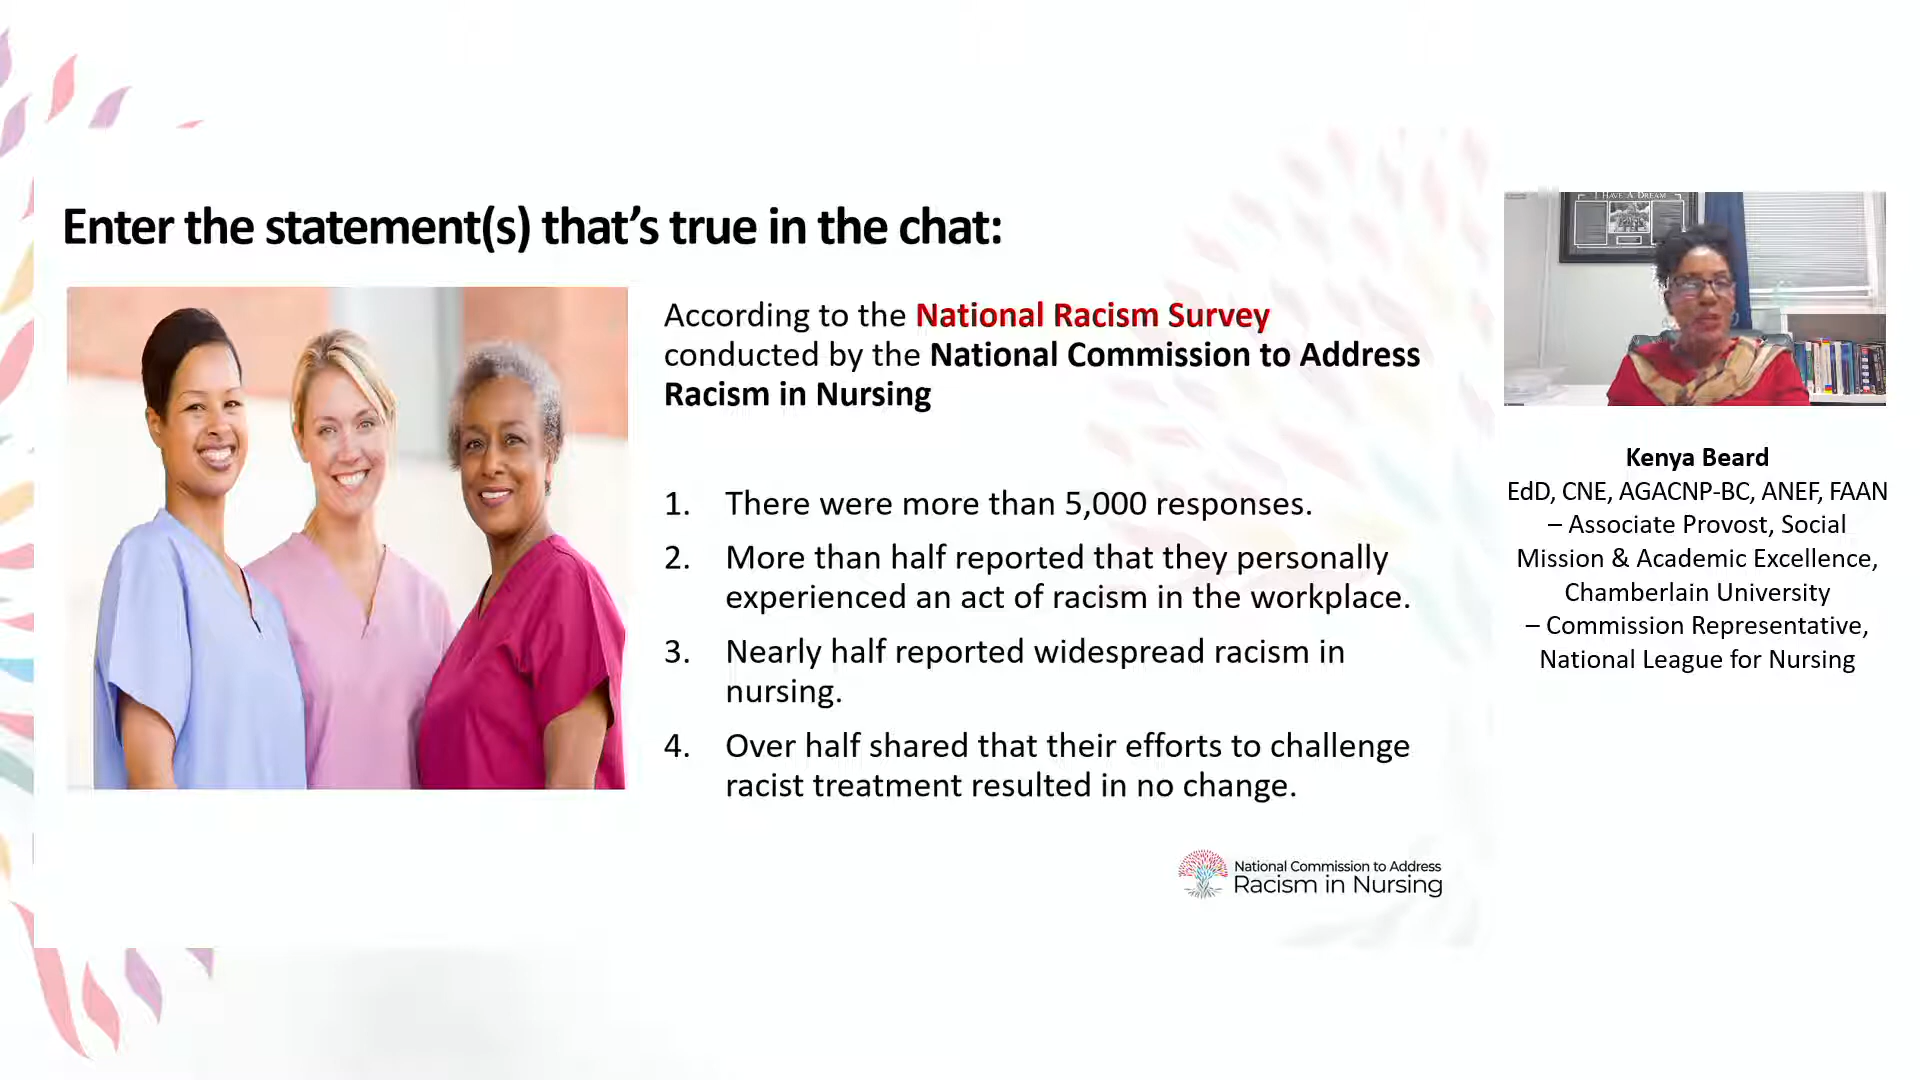 Enter the statement(s) that's true in the chat:
According to the National Racism Survey
conducted by the National Commission to Address
Racism in Nursing
1. There were more than 5,000 responses.
2. More than half reported that they personally
experienced an act of racism in the workplace.
3. Nearly half reported widespread racism in
nursing.
4. Over half shared that their efforts to challenge
racist treatment resulted in no change.
National Commission to Address
Racism in Nursing
I HAVE A DREAM
Kenya Beard
EdD, CNE, AGACNP-BC, ANEF, FAAN
– Associate Provost, Social
Mission & Academic Excellence,
Chamberlain University
– Commission Representative,
National League for Nursing